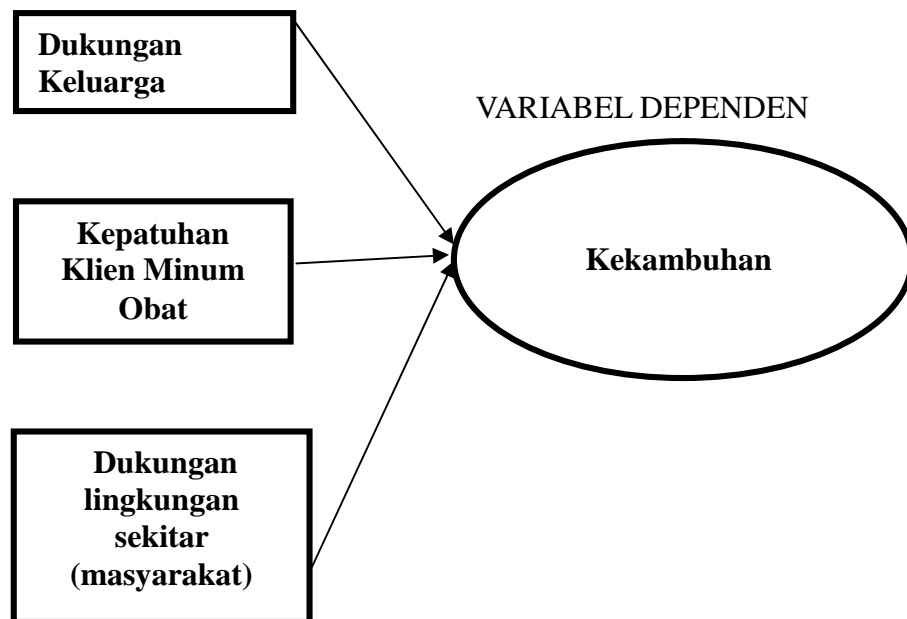 Dukungan
Keluarga
VARIABEL DEPENDEN
Kepatuhan
Klien Minum
Obat
Kekambuhan
Dukungan
lingkungan
sekitar
(masyarakat)